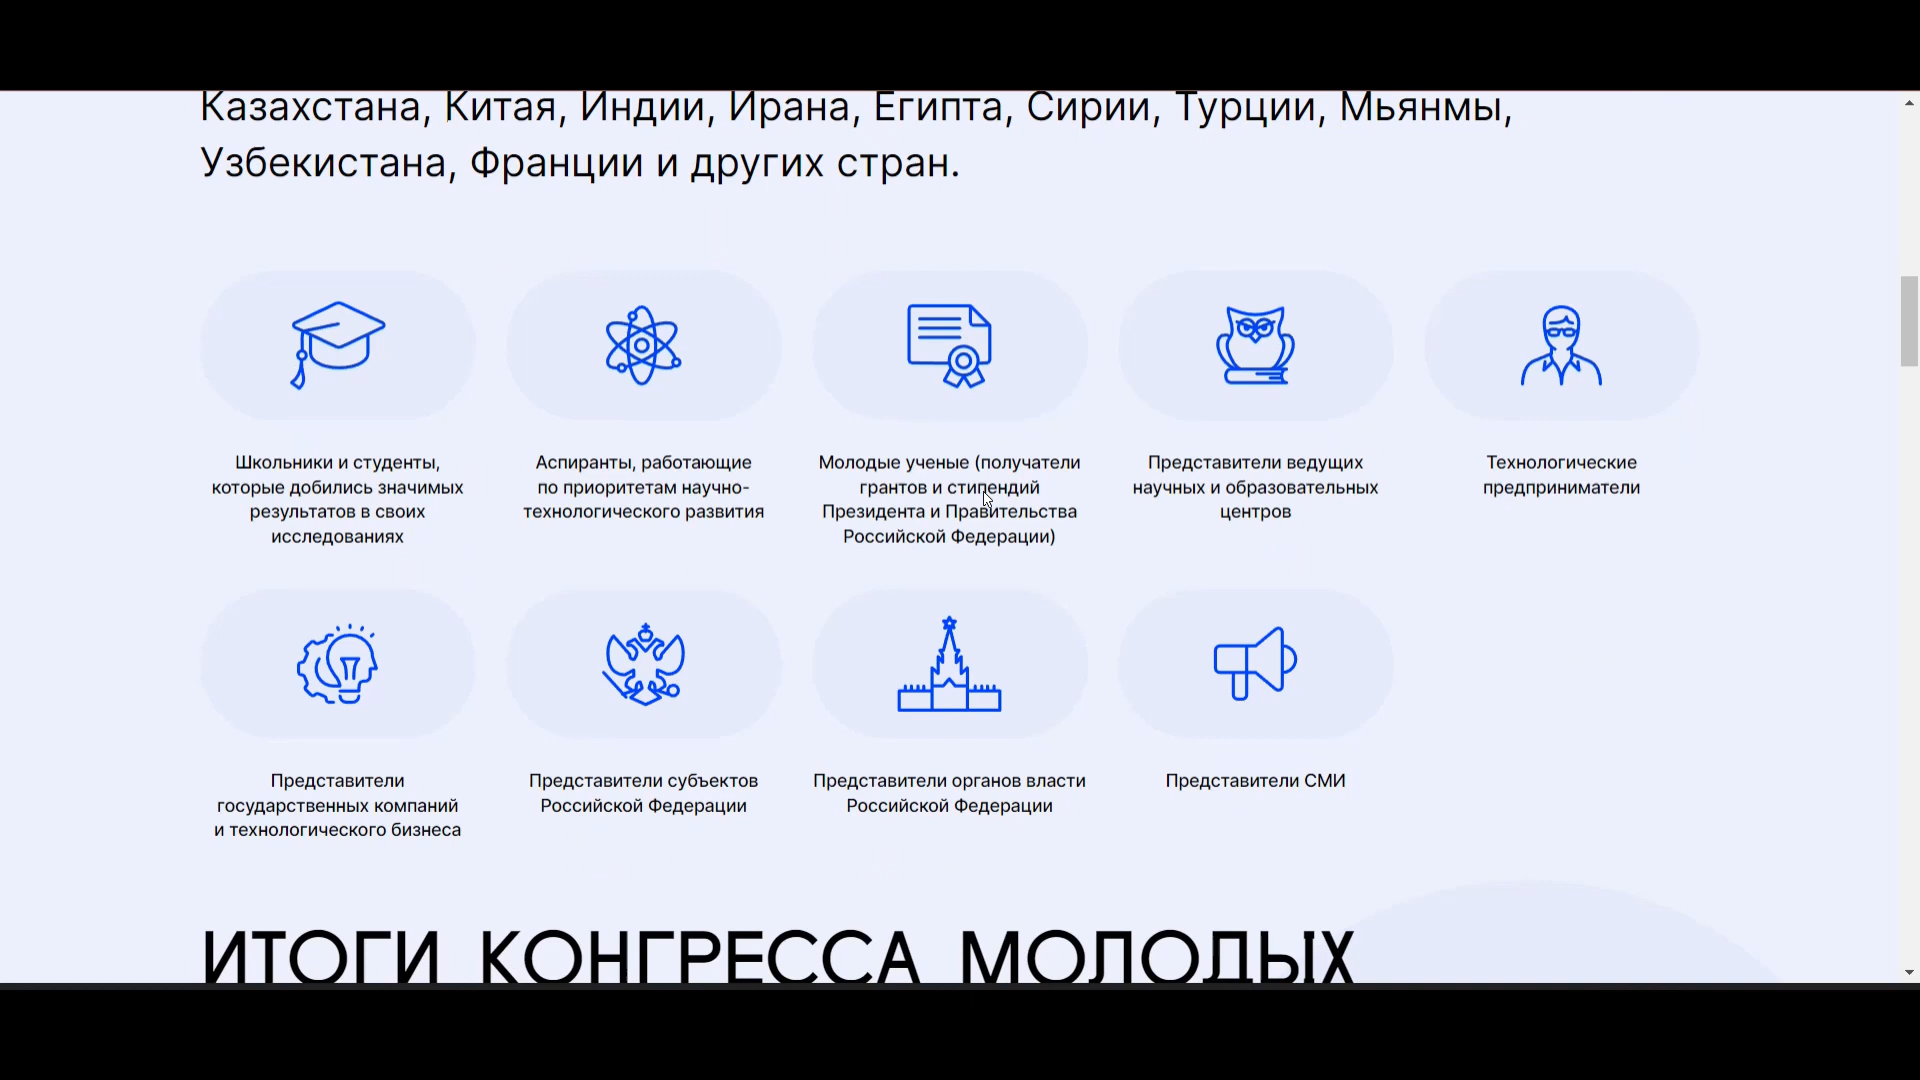 Казахстана, Китая, Индии, Ирана, Египта, Сирии, Турции, Мьянмы,
Узбекистана, Франции и других стран.
Школьники и студенты,
которые добились значимых
результатов в своих
исследованиях
Аспиранты, работающие
по приоритетам научно-
технологического развития
Молодые ученые (получатели
грантов и стипендий
Президента и Правительства
Российской Федерации)
Представители ведущих
научных и образовательных
центров
Технологические
предприниматели
Представители
государственных компаний
и технологического бизнеса
Представители субъектов
Российской Федерации
Представители органов власти
Российской Федерации
Представители СМИ
ИТОГИ КОНГРЕССА МОЛОДЫХ